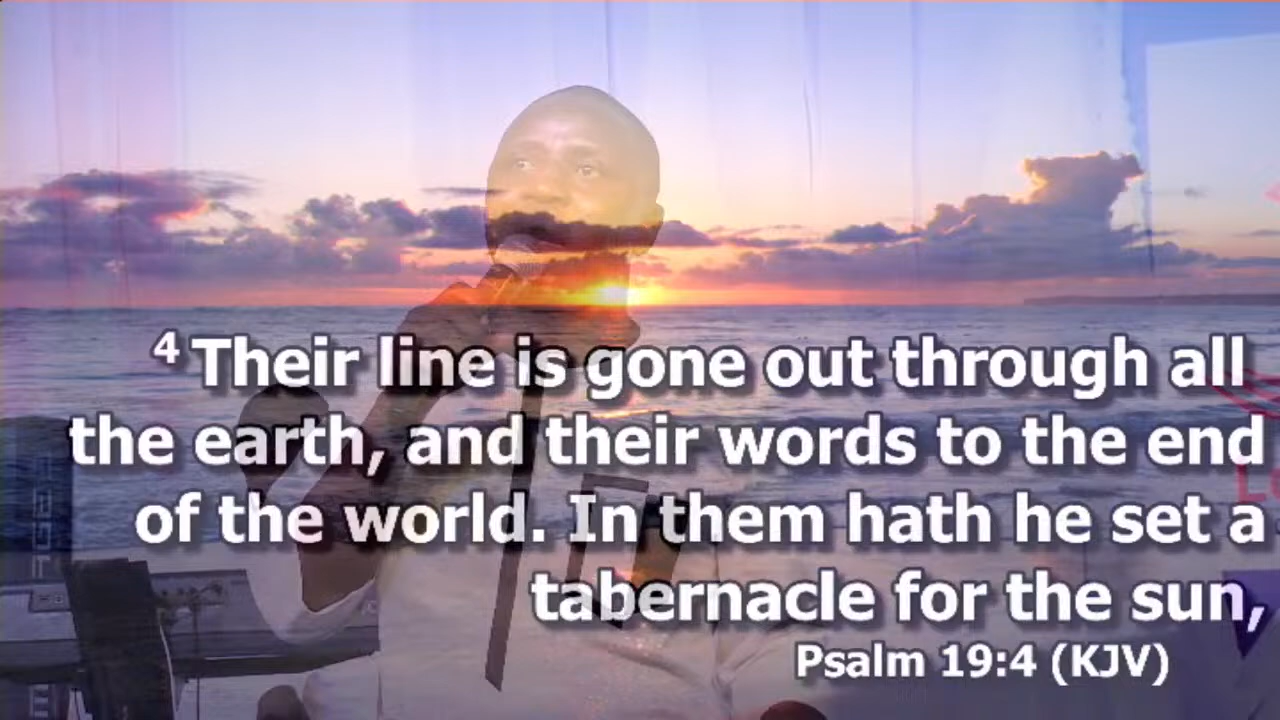 4 Their line is gone out through all
the earth, and their words to the end
of the world. In them hath he set a
tabernacle for the sun,
Psalm 19:4 (KJV)